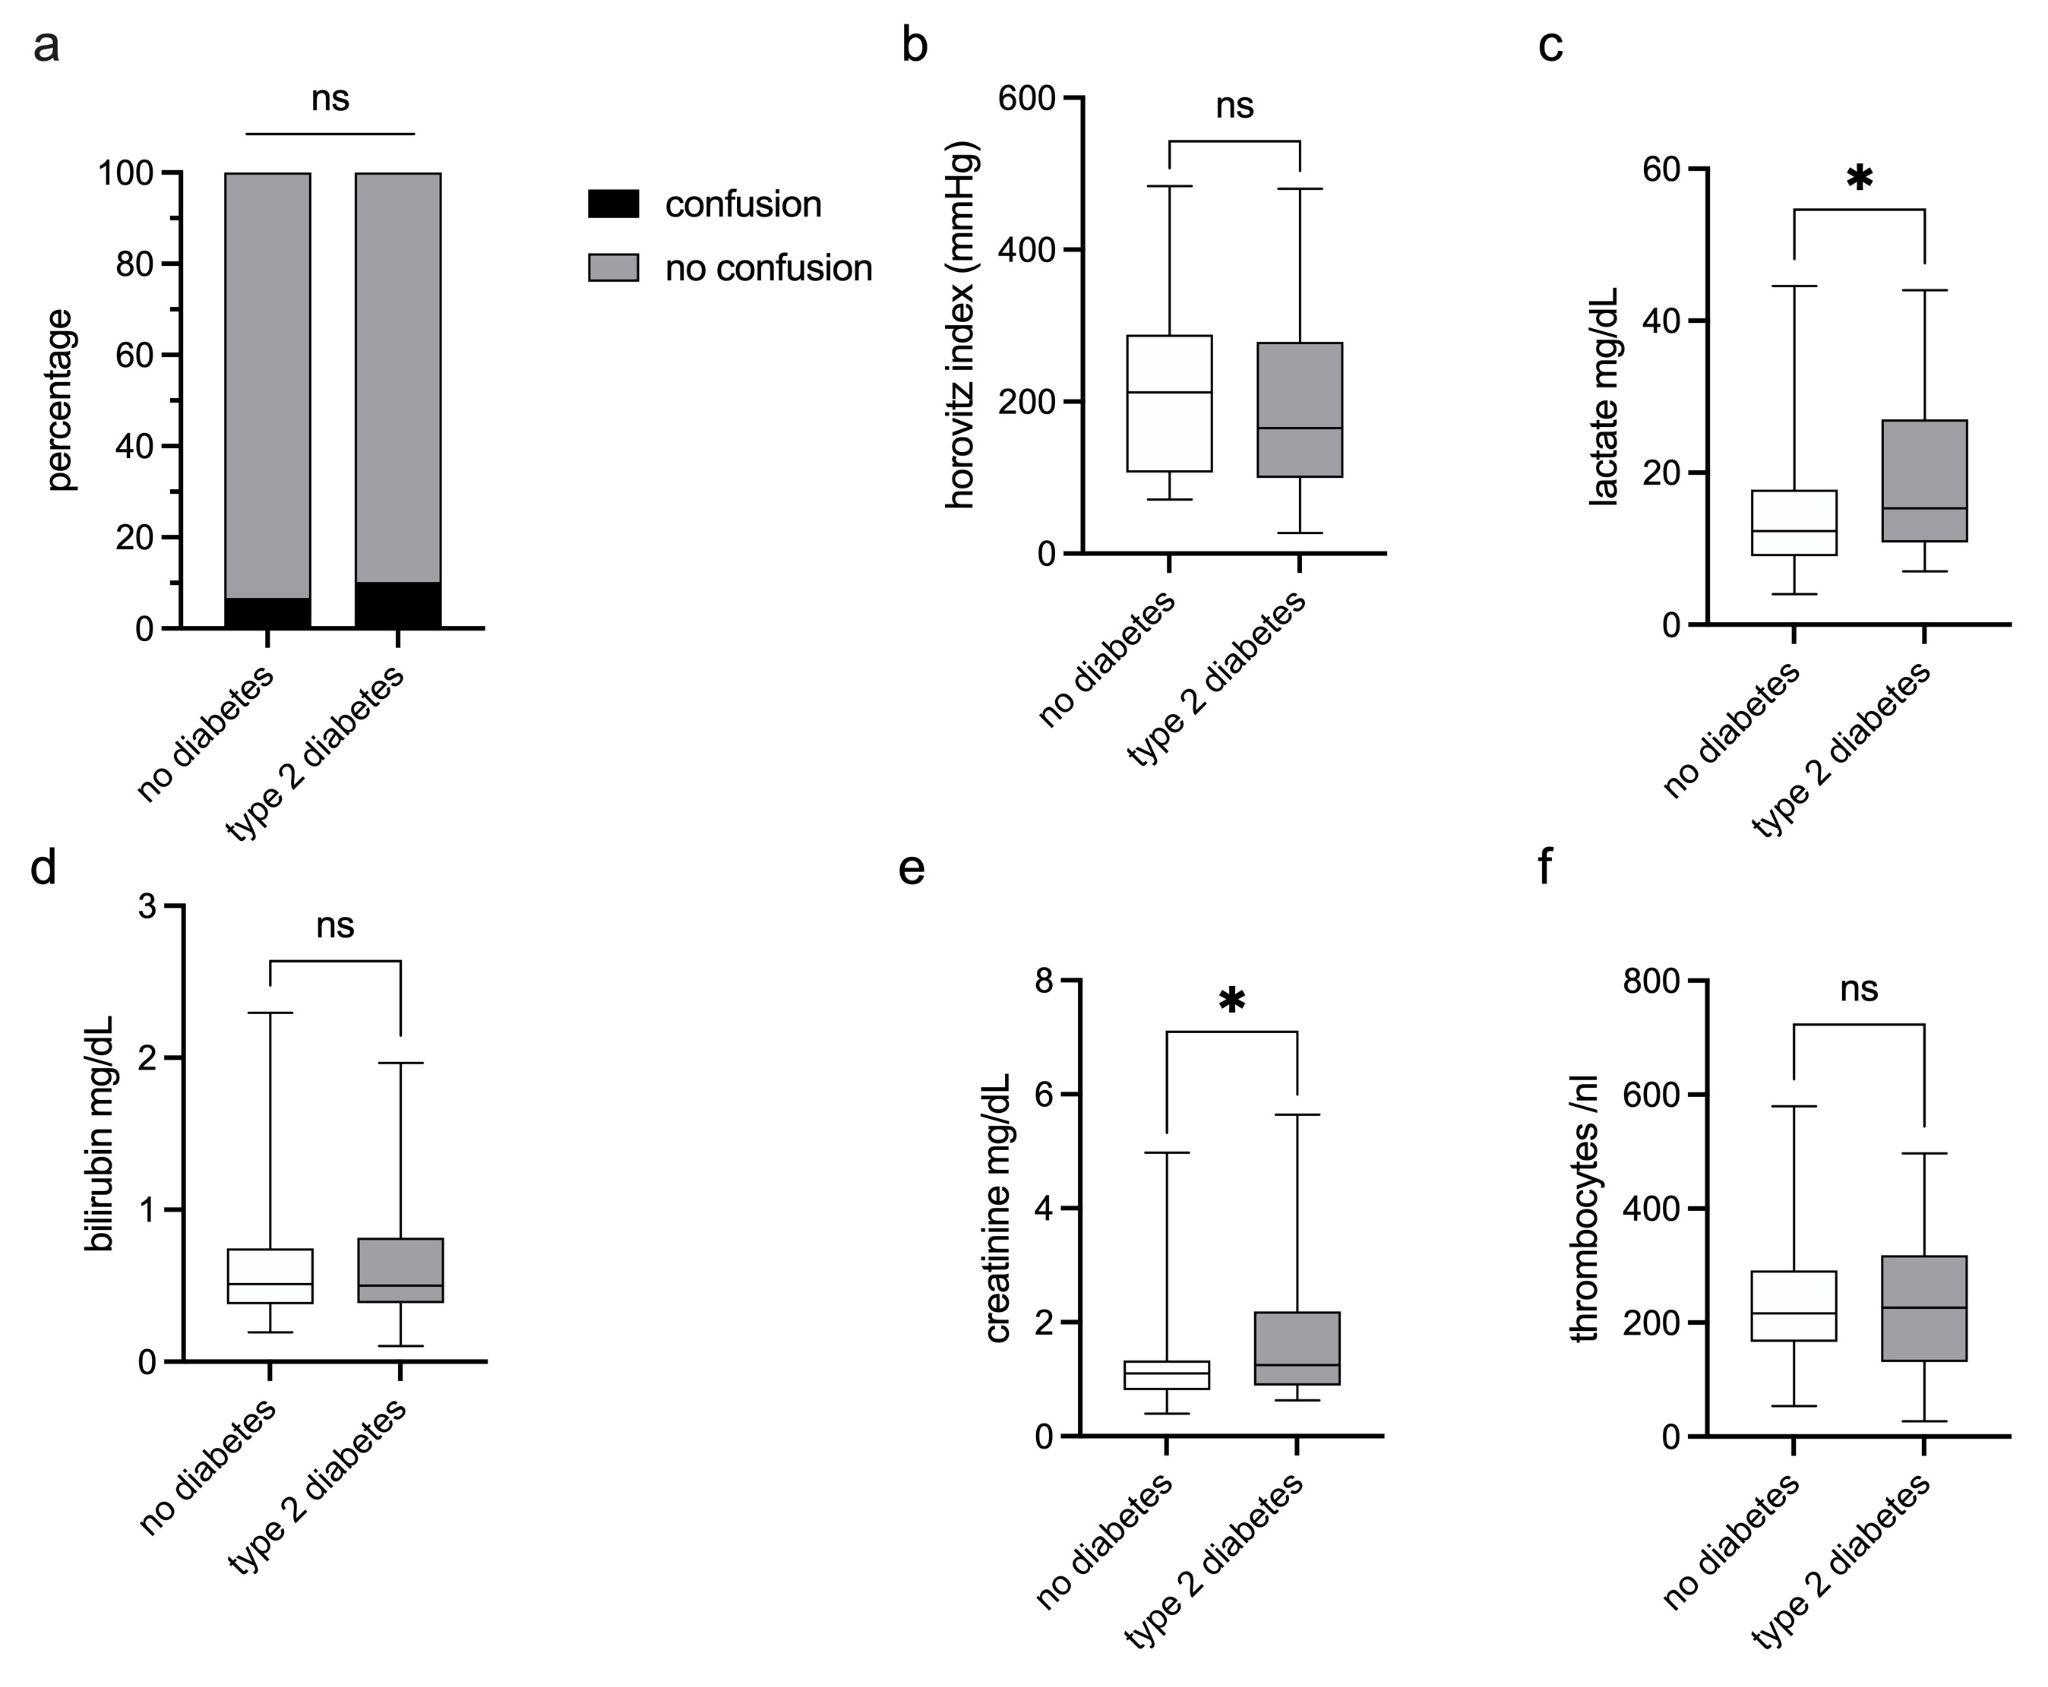 a
ns
100
80
60
40
20
0
percentage
no diabetes
type 2 diabetes
confusion
no confusion
b
ns
600
400
200
0
horovitz index (mmHg)
no diabetes
type 2 diabetes
c
*
60
40
20
0
lactate mg/dL
no diabetes
type 2 diabetes
d
ns
3
2
1
0
bilirubin mg/dL
no diabetes
type 2 diabetes
e
*
8
6
4
2
0
creatinine mg/dL
no diabetes
type 2 diabetes
f
ns
800
600
400
200
0
thrombocytes /nl
no diabetes
type 2 diabetes